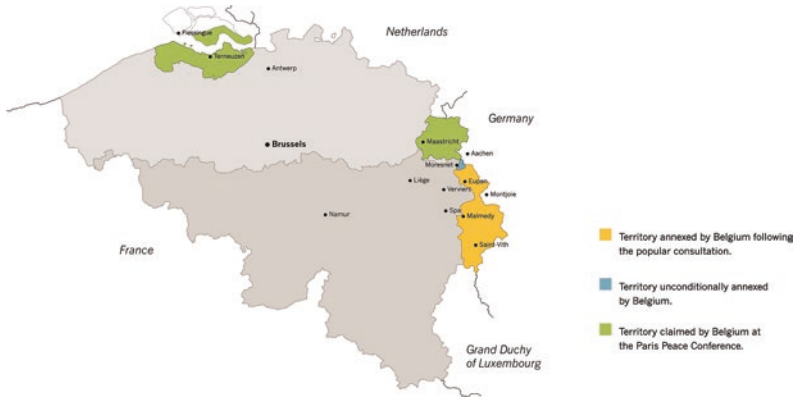 Flessingue
Netherlands
Terneuzen
Antwerp
Germany
Maastricht
Brussels
Aachen
Moresnet
Liège
Eupen
Verviers
Montjoie
Namur
Spa
Malmedy
Saint-Vith
France
Territory annexed by Belgium following
the popular consultation.
Territory unconditionally annexed
by Belgium.
Territory claimed by Belgium at
the Paris Peace Conference.
Grand Duchy
of Luxembourg